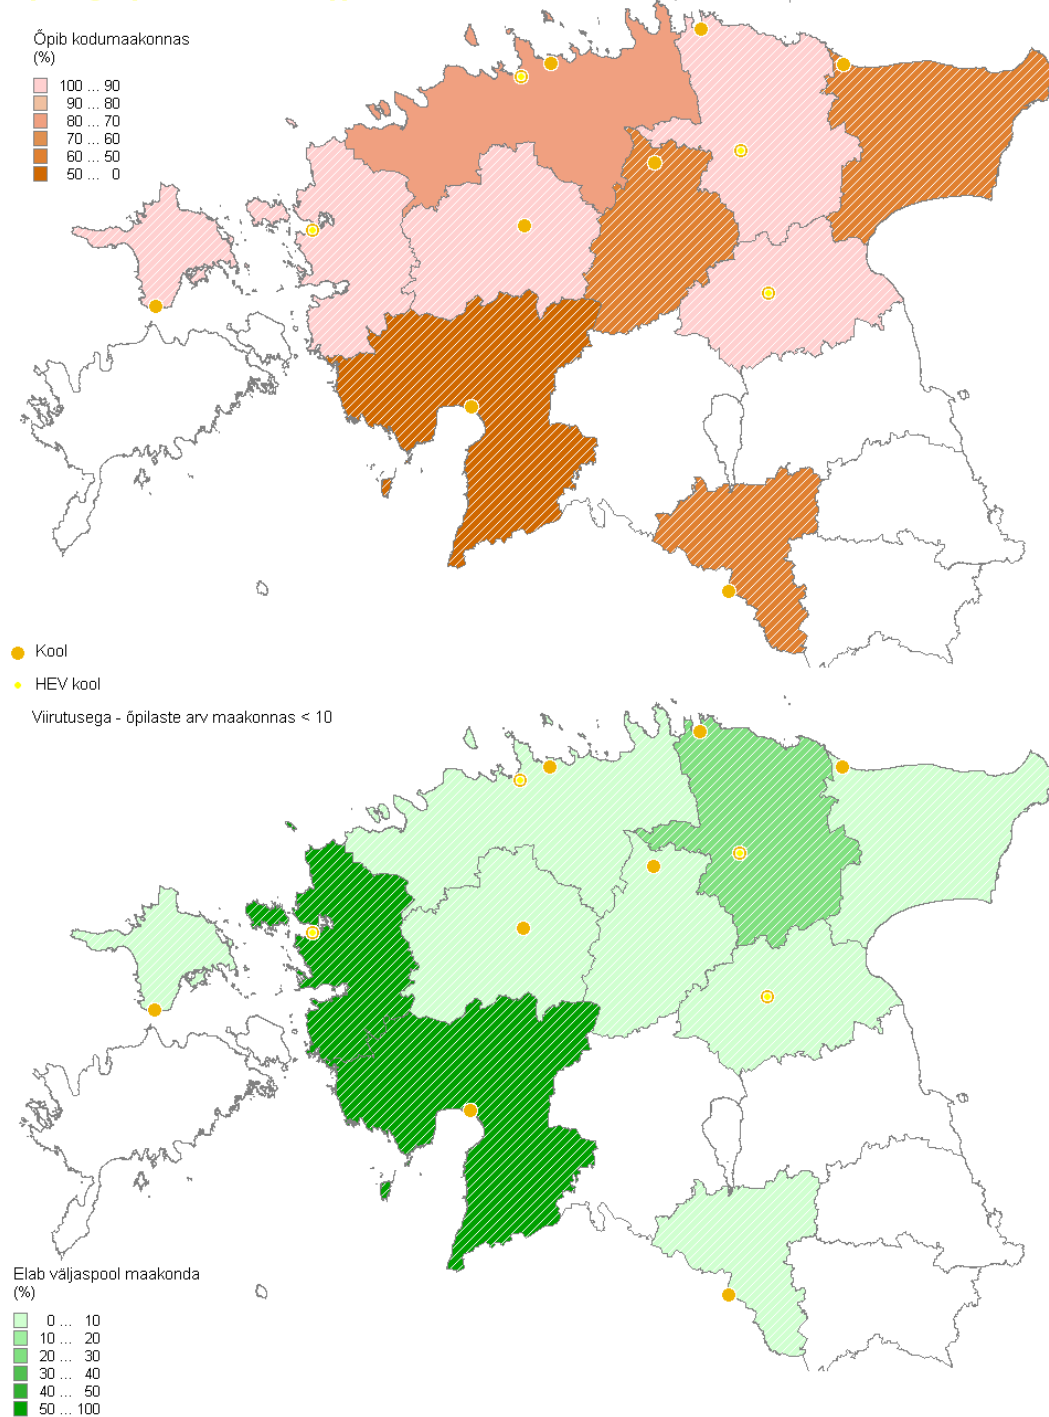 Õpib kodumaakonnas
(%)
100 ... 90
90 ... 80
80 ... 70
70 ... 60
60 ... 50
50 ... 0
Kool
HEV kool
Viirutusega - õpilaste arv maakonnas < 10
Elab väljaspool maakonda
(%)
0 ... 10
10 ... 20
20 ... 30
30 ... 40
40 ... 50
50 ... 100